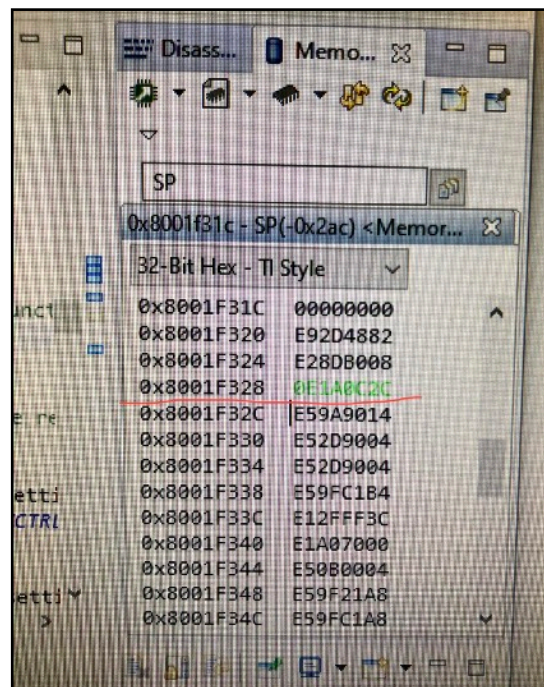 Disass...
Memo...
SP
0x8001f31c - SP(-0x2ac) <Memor...
32-Bit Hex - TI Style
0x8001F31C 00000000
0x8001F320 E92D4882
0x8001F324 E28DB008
0x8001F328 0E1A0C2C
0x8001F32C E59A9014
0x8001F330 E52D9004
0x8001F334 E52D9004
0x8001F338 E59FC1B4
0x8001F33C E12FFF3C
0x8001F340 E1A07000
0x8001F344 E50B0004
0x8001F348 E59F21A8
0x8001F34C E59FC1A8
unct
e re
etti
CTRL
etti